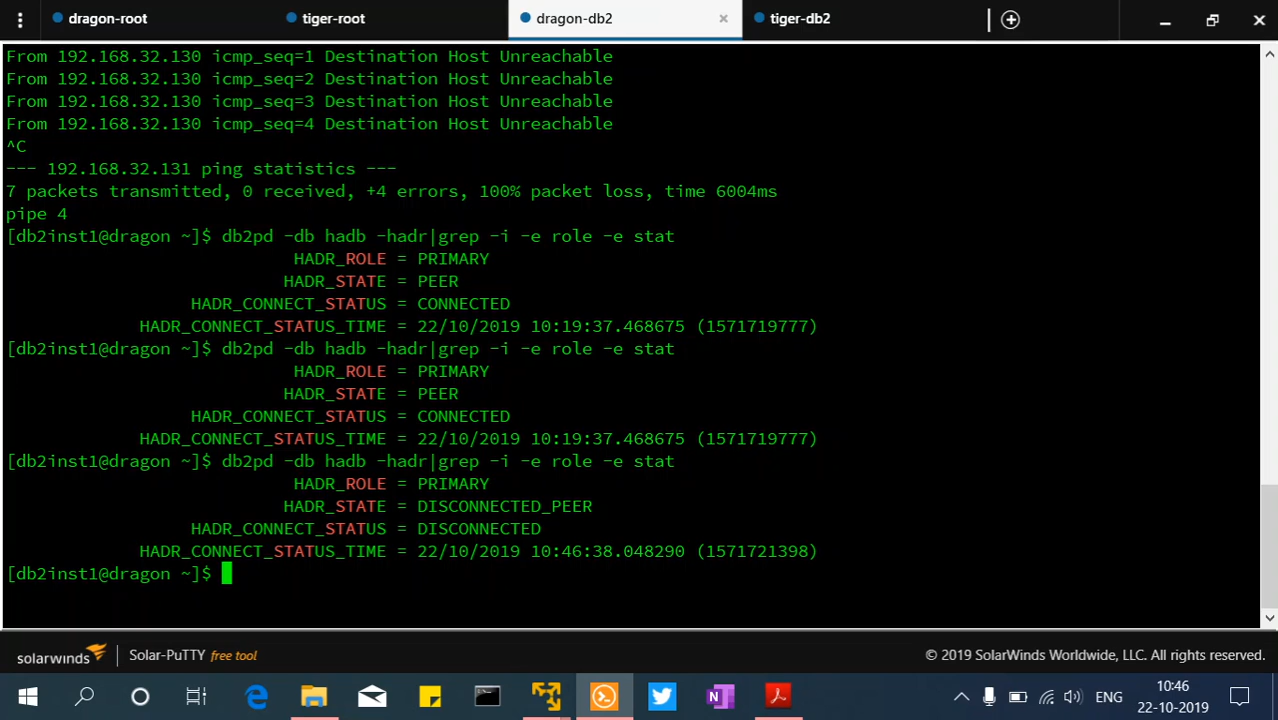 dragon-root tiger-root dragon-db2 × tiger-db2
From 192.168.32.130 icmp_seq=1 Destination Host Unreachable
From 192.168.32.130 icmp_seq=2 Destination Host Unreachable
From 192.168.32.130 icmp_seq=3 Destination Host Unreachable
From 192.168.32.130 icmp_seq=4 Destination Host Unreachable
^C
--- 192.168.32.131 ping statistics ---
7 packets transmitted, 0 received, +4 errors, 100% packet loss, time 6004ms
pipe 4
[db2inst1@dragon ~]$ db2pd -db hadb -hadr|grep -i -e role -e stat
HADR_ROLE = PRIMARY
HADR_STATE = PEER
HADR_CONNECT_STATUS = CONNECTED
HADR_CONNECT_STATUS_TIME = 22/10/2019 10:19:37.468675 (1571719777)
[db2inst1@dragon ~]$ db2pd -db hadb -hadr|grep -i -e role -e stat
HADR_ROLE = PRIMARY
HADR_STATE = PEER
HADR_CONNECT_STATUS = CONNECTED
HADR_CONNECT_STATUS_TIME = 22/10/2019 10:19:37.468675 (1571719777)
[db2inst1@dragon ~]$ db2pd -db hadb -hadr|grep -i -e role -e stat
HADR_ROLE = PRIMARY
HADR_STATE = DISCONNECTED_PEER
HADR_CONNECT_STATUS = DISCONNECTED
HADR_CONNECT_STATUS_TIME = 22/10/2019 10:46:38.048290 (1571721398)
[db2inst1@dragon ~]$
solarwinds Solar-PuTTY free tool © 2019 SolarWinds Worldwide, LLC. All rights reserved.
ENG 10:46
22-10-2019